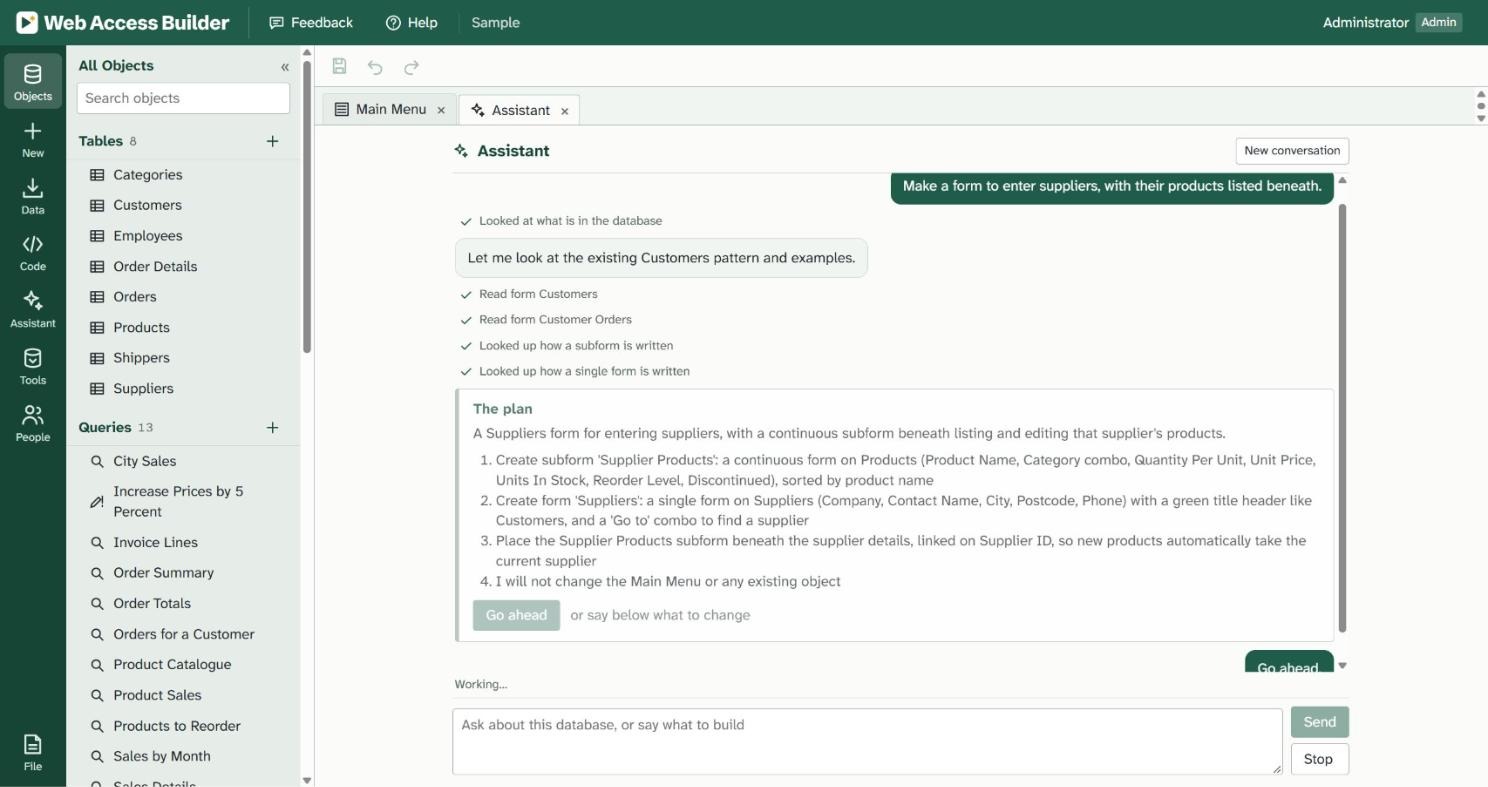 Web Access Builder
Feedback
Help
Sample
Administrator
Admin
Objects
New
Data
Code
Assistant
Tools
People
File
All Objects
«
Search objects
Tables 8
Categories
Customers
Employees
Order Details
Orders
Products
Shippers
Suppliers
Queries 13
City Sales
Increase Prices by 5
Percent
Invoice Lines
Order Summary
Order Totals
Orders for a Customer
Product Catalogue
Product Sales
Products to Reorder
Sales by Month
Sales Details
Main Menu ×
Assistant ×
Assistant
New conversation
Make a form to enter suppliers, with their products listed beneath.
Looked at what is in the database
Let me look at the existing Customers pattern and examples.
Read form Customers
Read form Customer Orders
Looked up how a subform is written
Looked up how a single form is written
The plan
A Suppliers form for entering suppliers, with a continuous subform beneath listing and editing that supplier's products.
1. Create subform 'Supplier Products': a continuous form on Products (Product Name, Category combo, Quantity Per Unit, Unit Price,
Units In Stock, Reorder Level, Discontinued), sorted by product name
2. Create form 'Suppliers': a single form on Suppliers (Company, Contact Name, City, Postcode, Phone) with a green title header like
Customers, and a 'Go to' combo to find a supplier
3. Place the Supplier Products subform beneath the supplier details, linked on Supplier ID, so new products automatically take the
current supplier
4. I will not change the Main Menu or any existing object
Go ahead or say below what to change
Go ahead
Working...
Ask about this database, or say what to build
Send
Stop